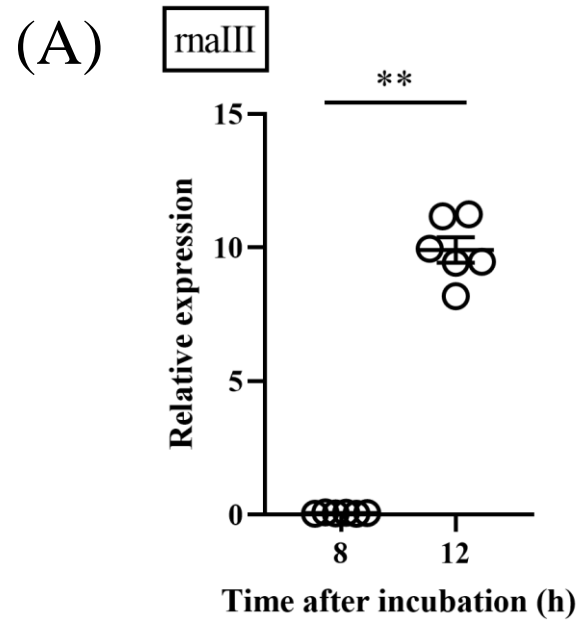 (A)
rnaIII
**
15
10
5
0
Relative expression
8 12
Time after incubation (h)